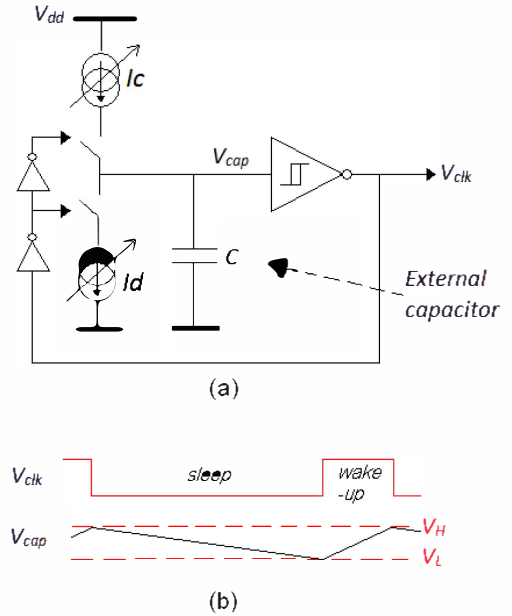 Vdd
Ic
Vcap
Vclk
C
Id
External
capacitor
(a)
Vclk
sleep
wake
-up
VH
Vcap
VL
(b)